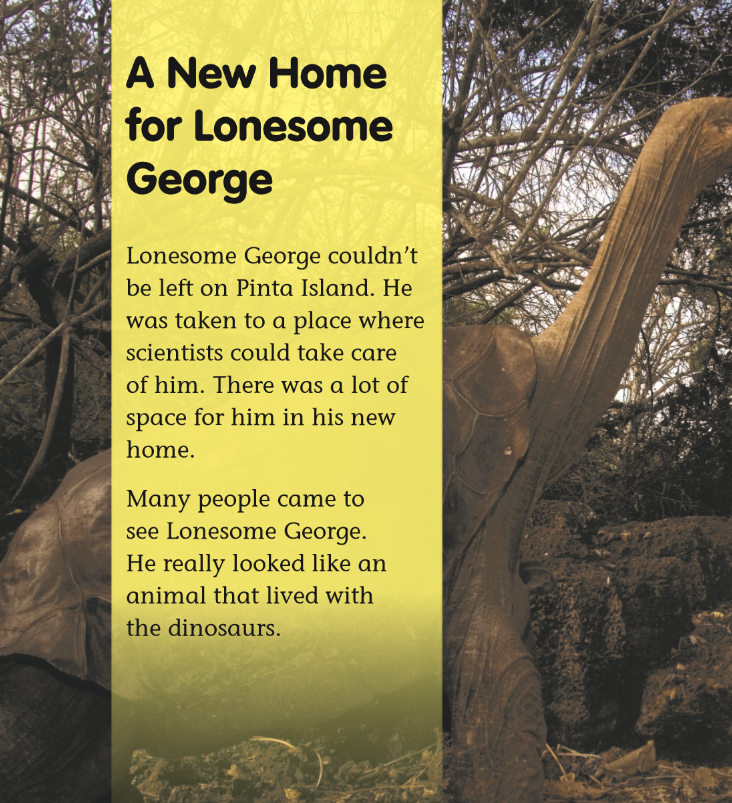 A New Home
for Lonesome
George
Lonesome George couldn’t
be left on Pinta Island. He
was taken to a place where
scientists could take care
of him. There was a lot of
space for him in his new
home.
Many people came to
see Lonesome George.
He really looked like an
animal that lived with
the dinosaurs.